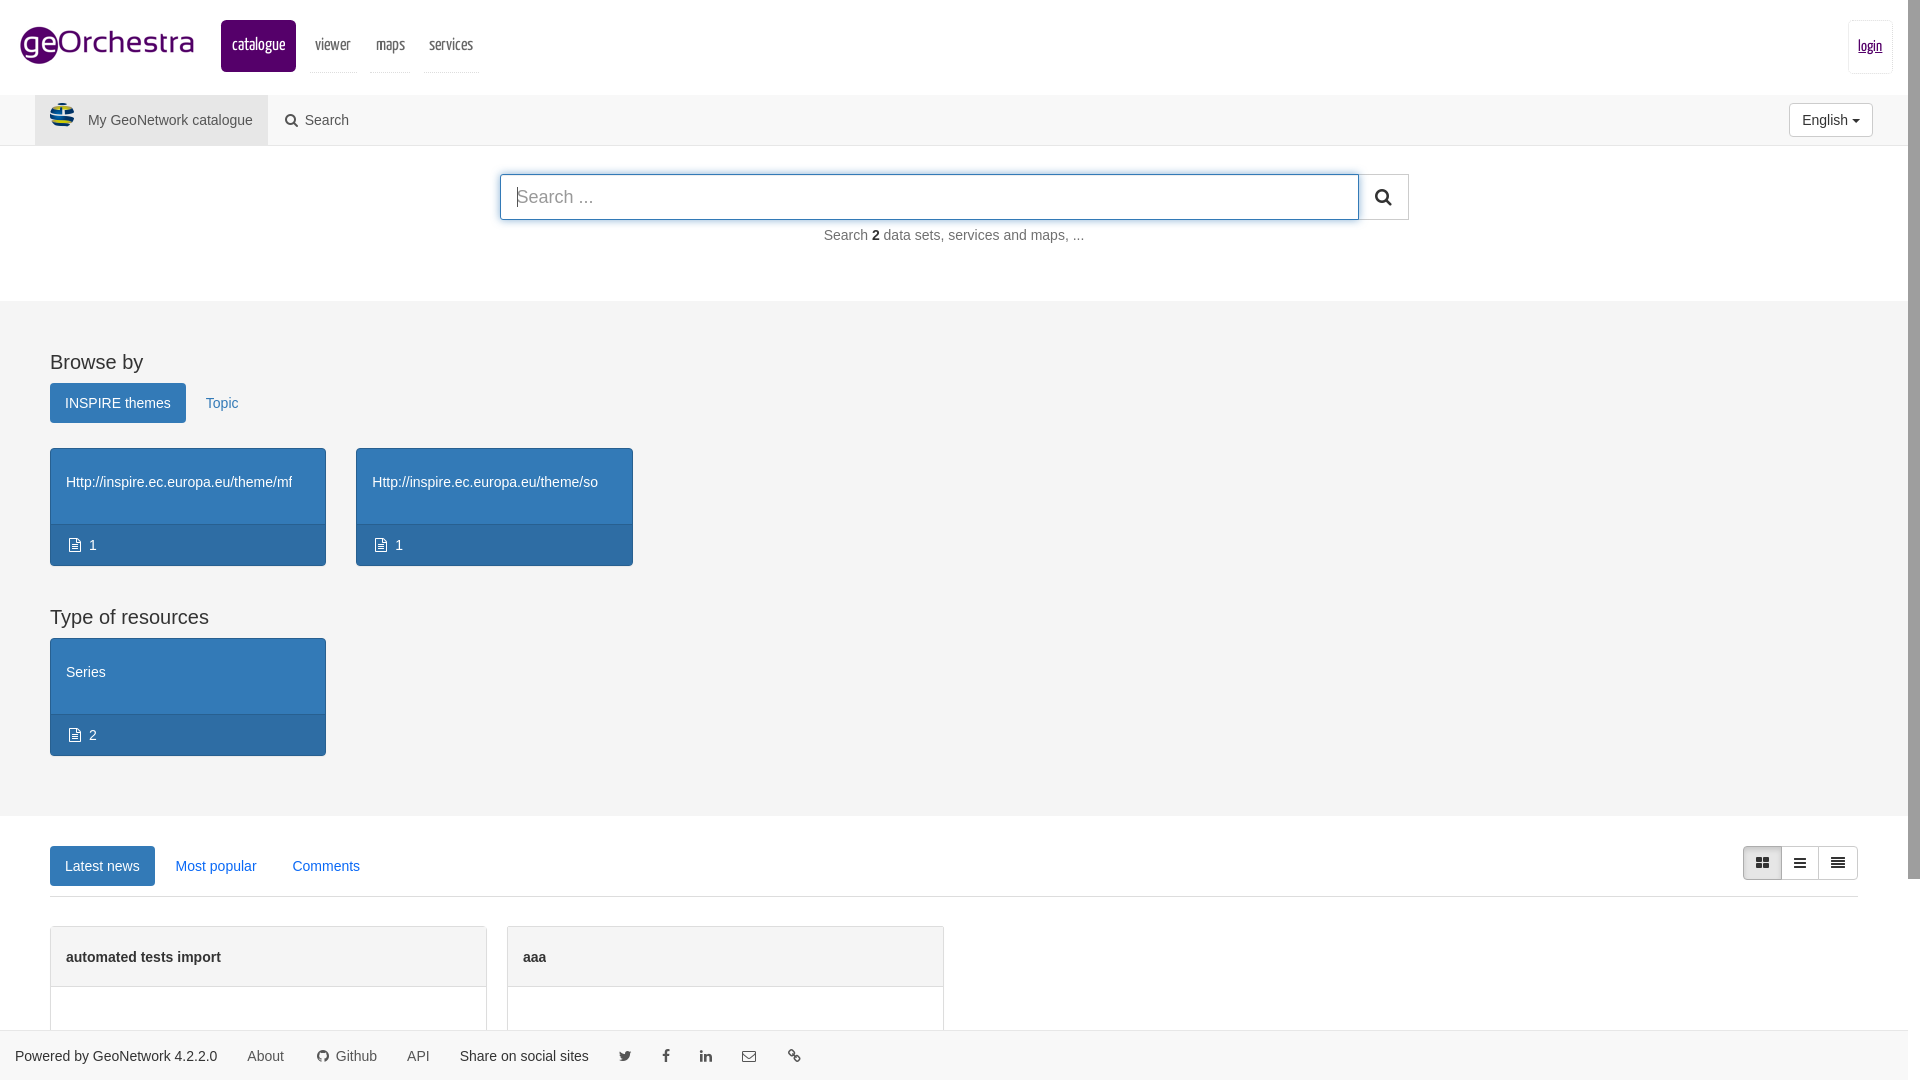 geOrchestra catalogue viewer maps services login
My GeoNetwork catalogue Search English
Search ...
Search 2 data sets, services and maps, ...
Browse by
INSPIRE themes Topic
Http://inspire.ec.europa.eu/theme/mf Http://inspire.ec.europa.eu/theme/so
1 1
Type of resources
Series
2
Latest news Most popular Comments
automated tests import aaa
Powered by GeoNetwork 4.2.2.0 About Github API Share on social sites